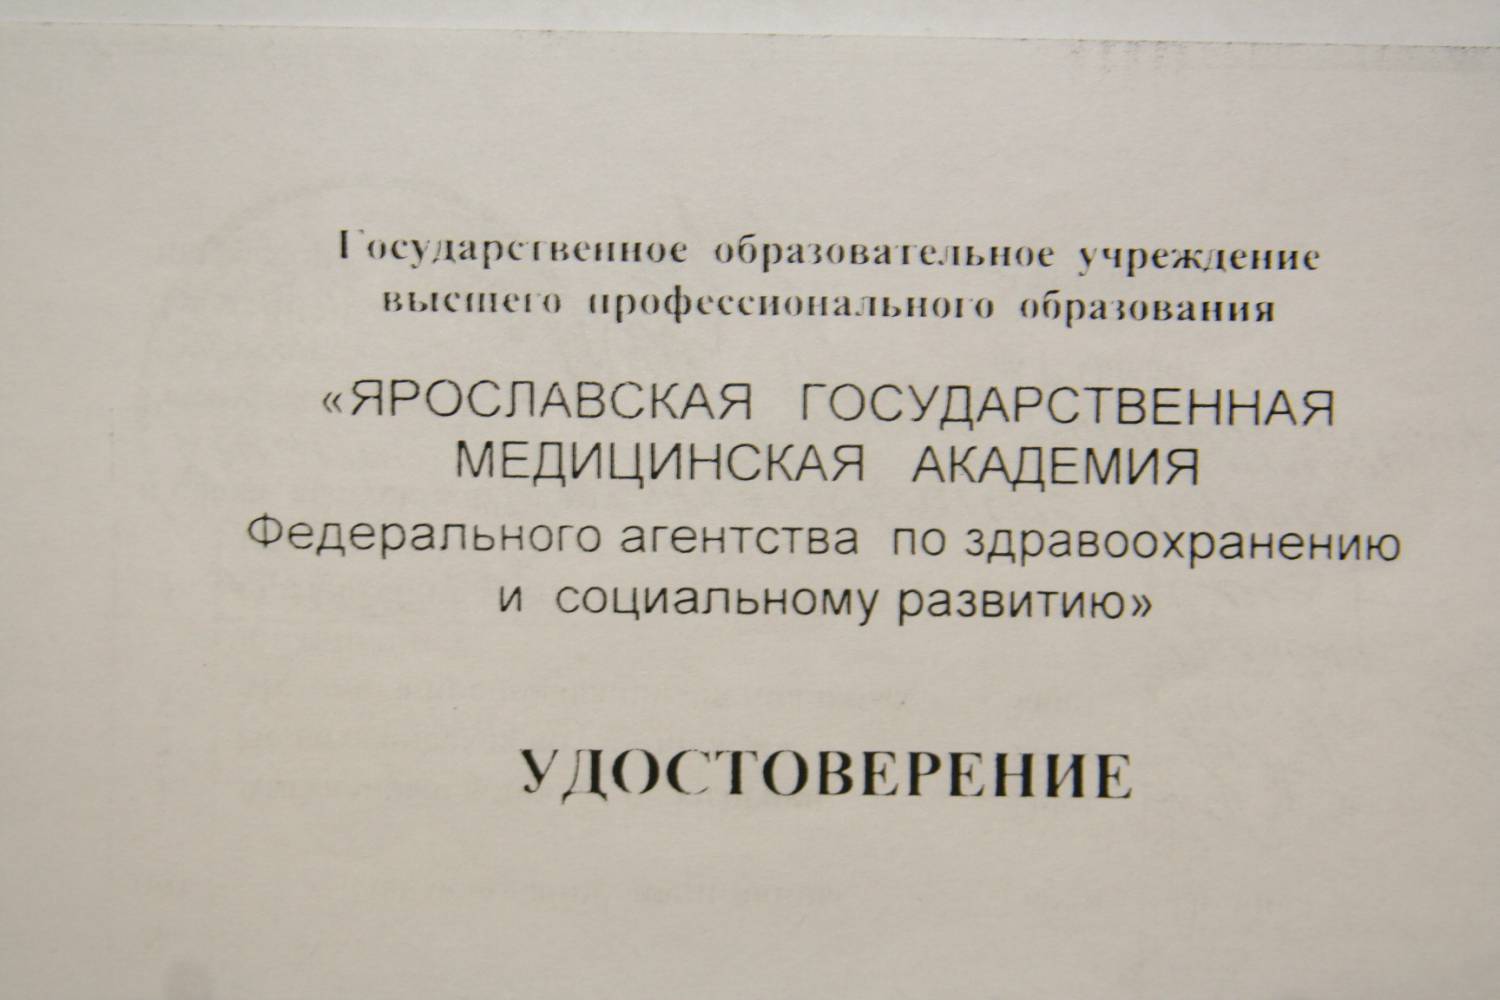 Государственное образовательное учреждение
высшего профессионального образования
«ЯРОСЛАВСКАЯ ГОСУДАРСТВЕННАЯ
МЕДИЦИНСКАЯ АКАДЕМИЯ
Федерального агентства по здравоохранению
и социальному развитию»
УДОСТОВЕРЕНИЕ